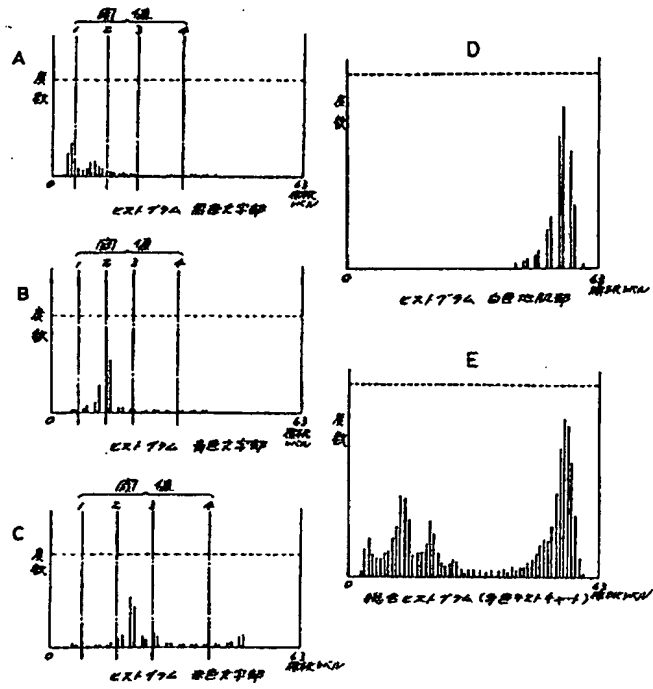 閾値
1 2 3 4
A
度数
0
63
階調レベル
ヒストグラム 黒色文字部
閾値
1 2 3 4
B
度数
0
63
階調レベル
ヒストグラム 青色文字部
閾値
1 2 3 4
C
度数
0
63
階調レベル
ヒストグラム 赤色文字部
D
度数
0
63
階調レベル
ヒストグラム 白色地肌部
E
度数
0
63
階調レベル
総合ヒストグラム(多色テストチャート)